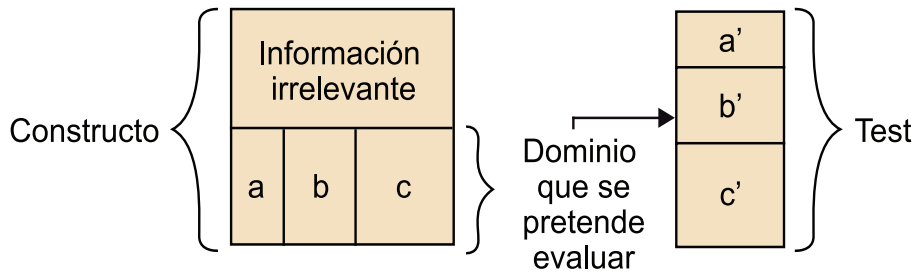 Constructo
Información
irrelevante
a
b
c
Dominio
que se
pretende
evaluar
a’
b’
c’
Test